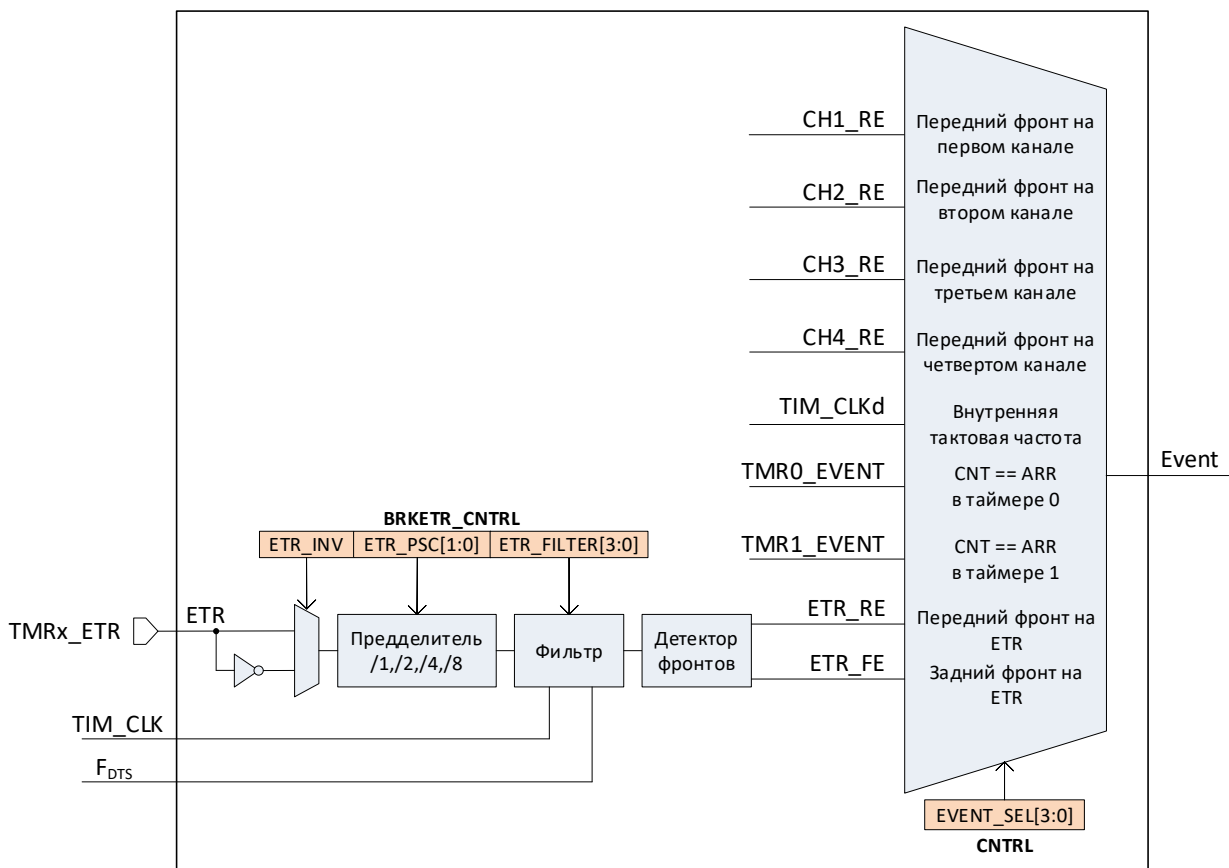 CH1_RE
Передний фронт на
первом канале
CH2_RE
Передний фронт на
втором канале
CH3_RE
Передний фронт на
третьем канале
CH4_RE
Передний фронт на
четвертом канале
TIM_CLKd
Внутренняя
тактовая частота
Event
TMR0_EVENT
CNT == ARR
в таймере 0
BRKETR_CNTRL
ETR_INV ETR_PSC[1:0] ETR_FILTER[3:0]
TMR1_EVENT
CNT == ARR
в таймере 1
TMRx_ETR
ETR
Предделитель
/1,/2,/4,/8
Фильтр
Детектор
фронтов
ETR_RE
Передний фронт на
ETR
ETR_FE
Задний фронт на
ETR
TIM_CLK
FDTS
EVENT_SEL[3:0]
CNTRL